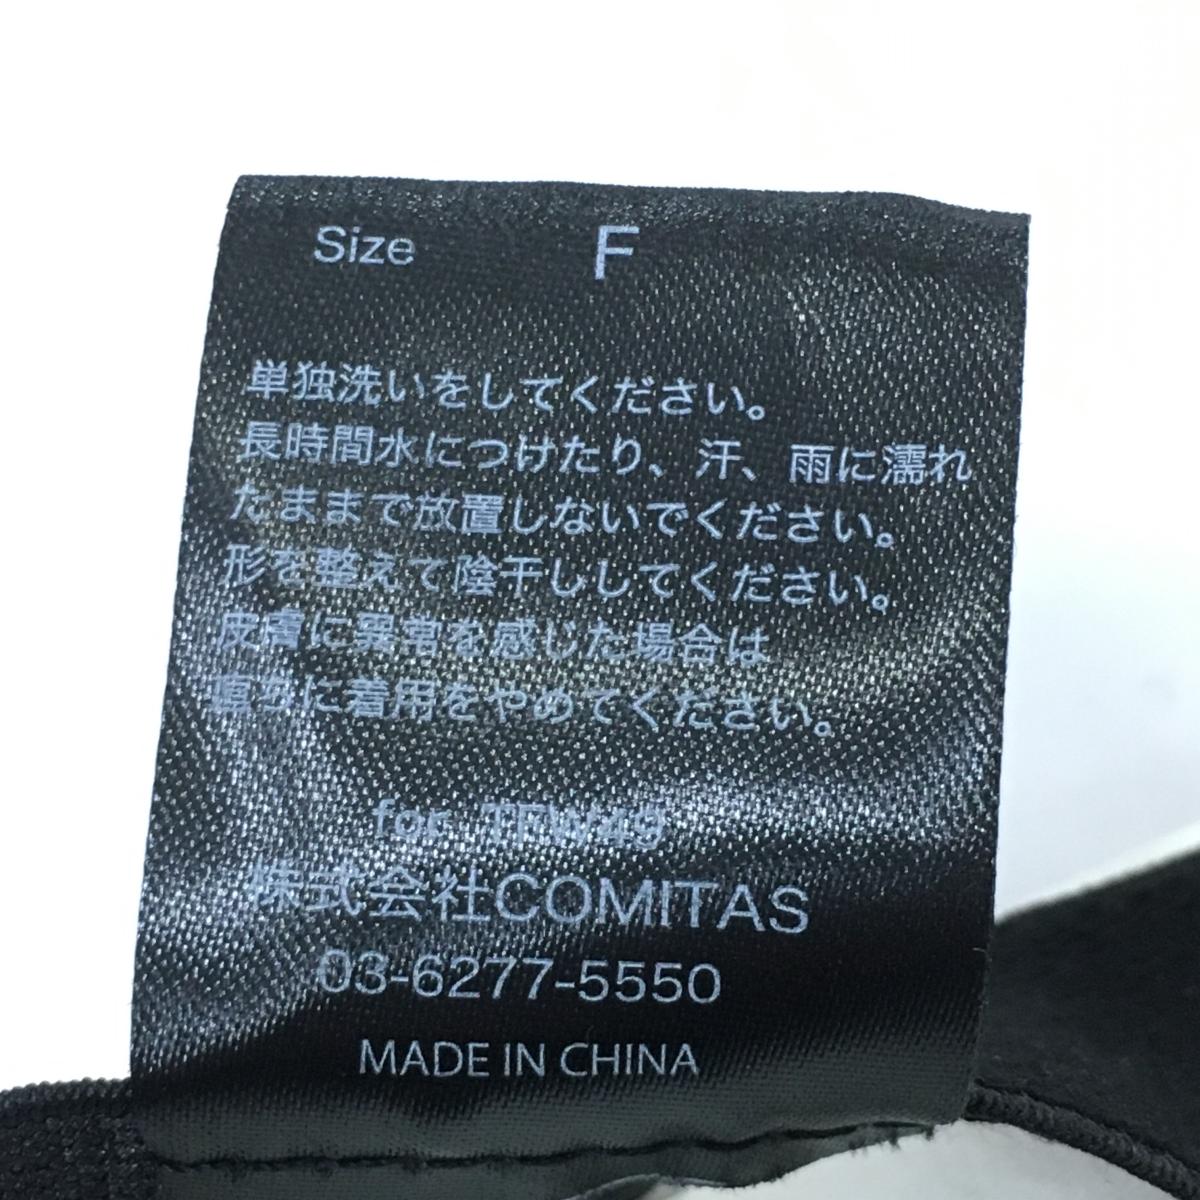 Size F
単独洗いをしてください。
長時間水につけたり、汗、雨に濡れ
たままで放置しないでください。
形を整えて陰干ししてください。
皮膚に異常を感じた場合は
直ちに着用をやめてください。
for TFW49
株式会社COMITAS
03-6277-5550
MADE IN CHINA